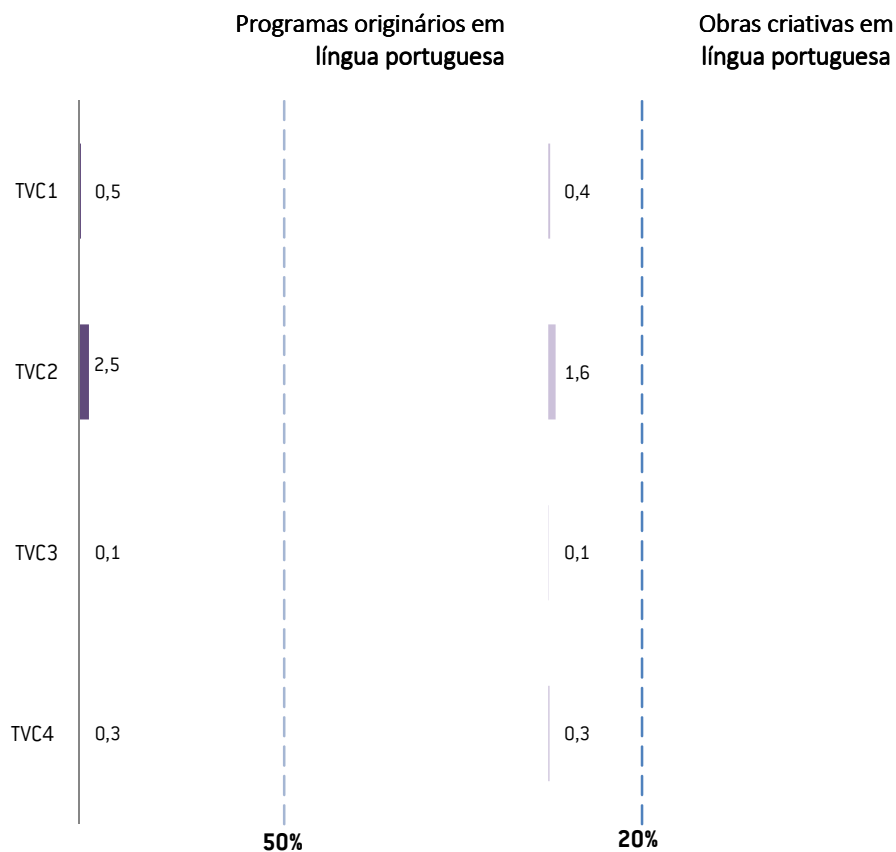 Programas originários em
língua portuguesa
Obras criativas em
língua portuguesa
TVC1 0,5 0,4
TVC2 2,5 1,6
TVC3 0,1 0,1
TVC4 0,3 0,3
50% 20%